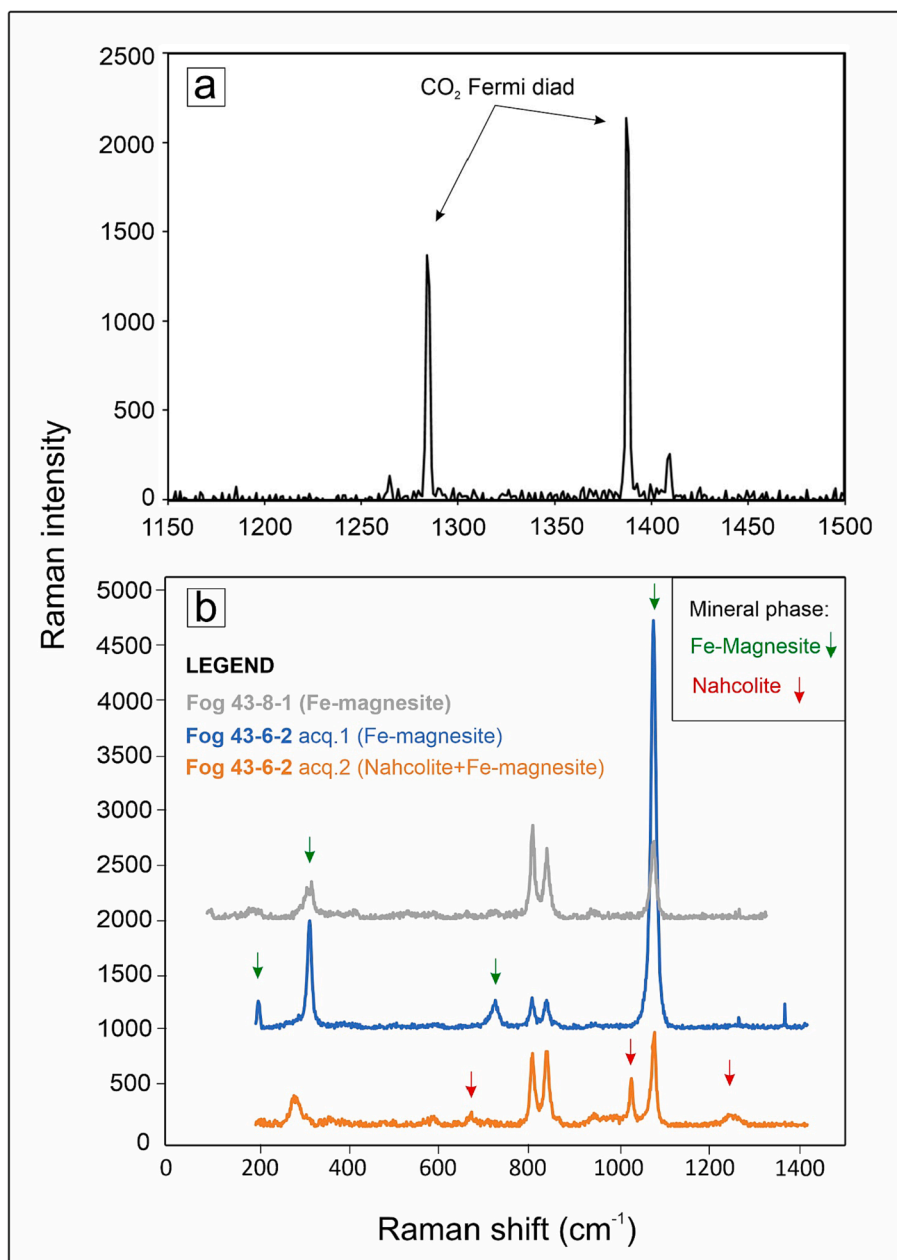 a
CO₂ Fermi diad
2500
2000
1500
1000
500
0
1150 1200 1250 1300 1350 1400 1450 1500
Raman intensity
b
Mineral phase:
Fe-Magnesite
Nahcolite
LEGEND
Fog 43-8-1 (Fe-magnesite)
Fog 43-6-2 acq.1 (Fe-magnesite)
Fog 43-6-2 acq.2 (Nahcolite+Fe-magnesite)
5000
4500
4000
3500
3000
2500
2000
1500
1000
500
0
0 200 400 600 800 1000 1200 1400
Raman shift (cm⁻¹)